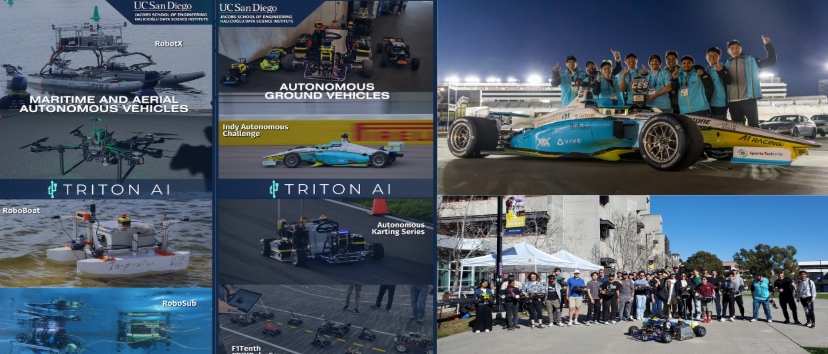 UC San Diego
JACOBS SCHOOL OF ENGINEERING
HALICIOĞLU DATA SCIENCE INSTITUTE
RobotX
MARITIME AND AERIAL
AUTONOMOUS VEHICLES
TRITON AI
RoboBoat
RoboSub
UC San Diego
JACOBS SCHOOL OF ENGINEERING
HALICIOĞLU DATA SCIENCE INSTITUTE
AUTONOMOUS
GROUND VEHICLES
Indy Autonomous
Challenge
TRITON AI
Autonomous
Karting Series
F1Tenth
VIVE
AI RACING